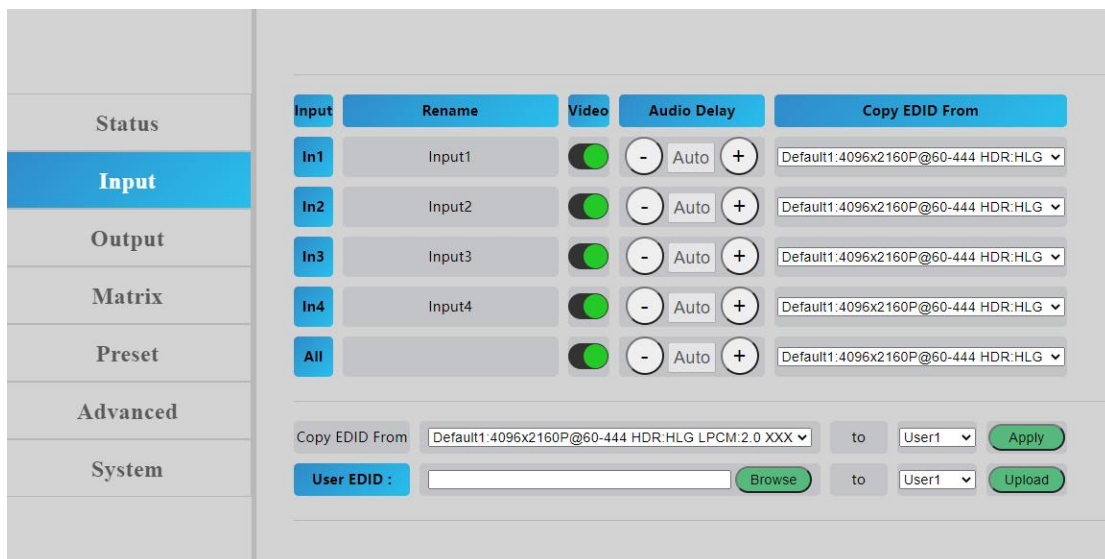 Status
Input
Output
Matrix
Preset
Advanced
System
Input Rename Video Audio Delay Copy EDID From
In1 Input1 - Auto + Default1:4096x2160P@60-444 HDR:HLG
In2 Input2 - Auto + Default1:4096x2160P@60-444 HDR:HLG
In3 Input3 - Auto + Default1:4096x2160P@60-444 HDR:HLG
In4 Input4 - Auto + Default1:4096x2160P@60-444 HDR:HLG
All - Auto + Default1:4096x2160P@60-444 HDR:HLG
Copy EDID From Default1:4096x2160P@60-444 HDR:HLG LPCM:2.0 XXX to User1 Apply
User EDID : Browse to User1 Upload